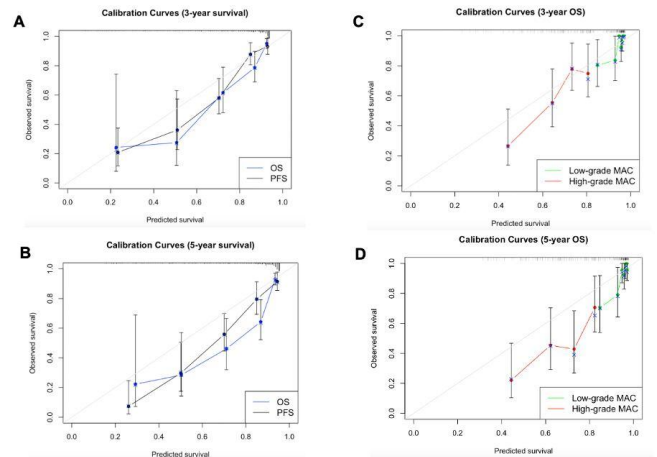 A
Calibration Curves (3-year survival)
Observed survival)
1.0
0.8
0.6
0.4
0.2
0.0
OS
PFS
0.0 0.2 0.4 0.6 0.8 1.0
Predicted survival
C
Calibration Curves (3-year OS)
Observed survival)
1.0
0.8
0.6
0.4
0.2
0.0
Low-grade MAC
High-grade MAC
0.0 0.2 0.4 0.6 0.8 1.0
Predicted survival
B
Calibration Curves (5-year survival)
Observed survival)
1.0
0.8
0.6
0.4
0.2
0.0
OS
PFS
0.0 0.2 0.4 0.6 0.8 1.0
Predicted survival
D
Calibration Curves (5-year OS)
Observed survival)
1.0
0.8
0.6
0.4
0.2
0.0
Low-grade MAC
High-grade MAC
0.0 0.2 0.4 0.6 0.8 1.0
Predicted survival